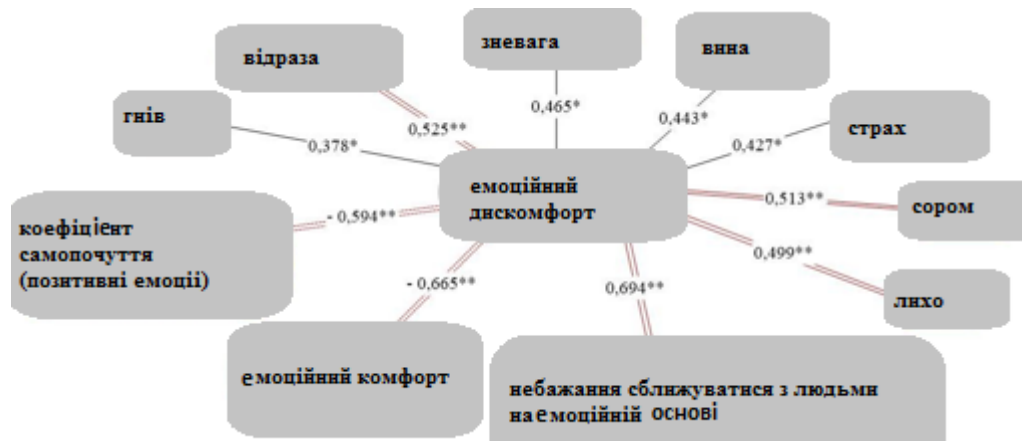 зневага
відраза
вина
гнів
0,465*
0,525**
0,443*
0,378*
0,427*
страх
емоційний
дискомфорт
- 0,594**
0,513**
сором
коефіцієнт
самопочуття
(позитивні емоції)
0,499**
- 0,665**
0,694**
лихо
емоційний комфорт
небажання сближуватися з людьми
на емоційній основі